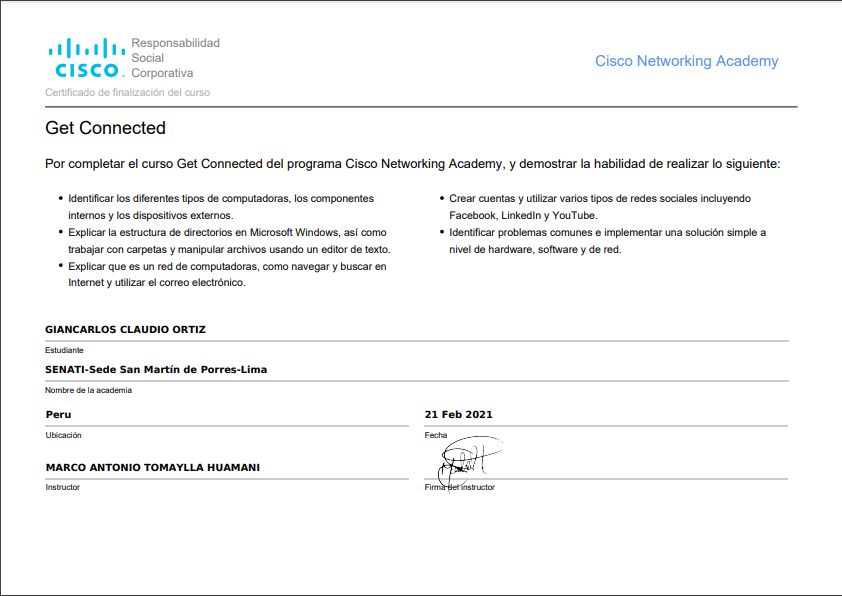 Responsabilidad
Social
CISCO. Corporativa
Cisco Networking Academy
Certificado de finalización del curso
Get Connected
Por completar el curso Get Connected del programa Cisco Networking Academy, y demostrar la habilidad de realizar lo siguiente:
• Identificar los diferentes tipos de computadoras, los componentes
internos y los dispositivos externos.
• Explicar la estructura de directorios en Microsoft Windows, así como
trabajar con carpetas y manipular archivos usando un editor de texto.
• Explicar que es un red de computadoras, como navegar y buscar en
Internet y utilizar el correo electrónico.
• Crear cuentas y utilizar varios tipos de redes sociales incluyendo
Facebook, LinkedIn y YouTube.
• Identificar problemas comunes e implementar una solución simple a
nivel de hardware, software y de red.
GIANCARLOS CLAUDIO ORTIZ
Estudiante
SENATI-Sede San Martín de Porres-Lima
Nombre de la academia
Peru
Ubicación
21 Feb 2021
Fecha
MARCO ANTONIO TOMAYLLA HUAMANI
Instructor
Firma del instructor